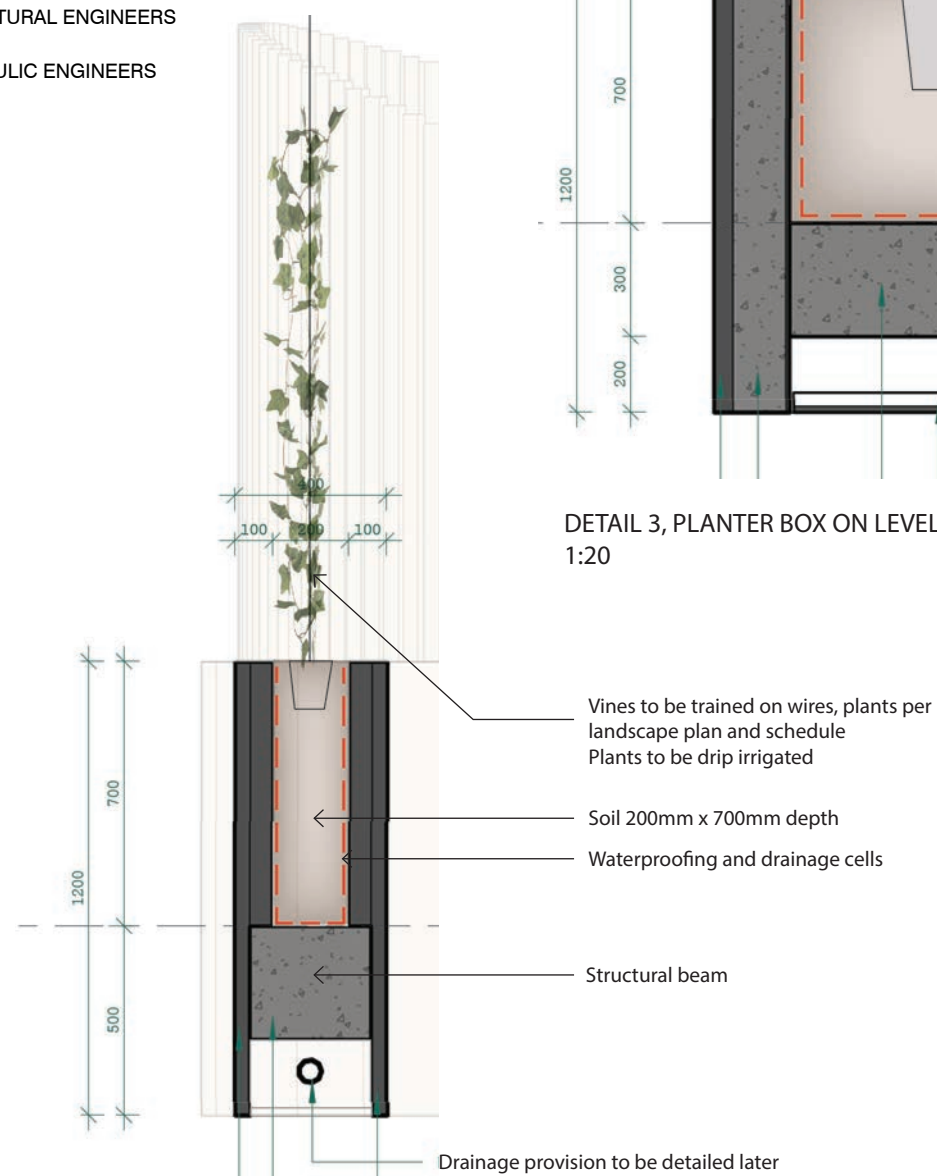 TURAL ENGINEERS
ULIC ENGINEERS
700
1200
300
200
DETAIL 3, PLANTER BOX ON LEVEL
1:20
400
100 200 100
Vines to be trained on wires, plants per
landscape plan and schedule
Plants to be drip irrigated
700
Soil 200mm x 700mm depth
Waterproofing and drainage cells
1200
Structural beam
500
Drainage provision to be detailed later